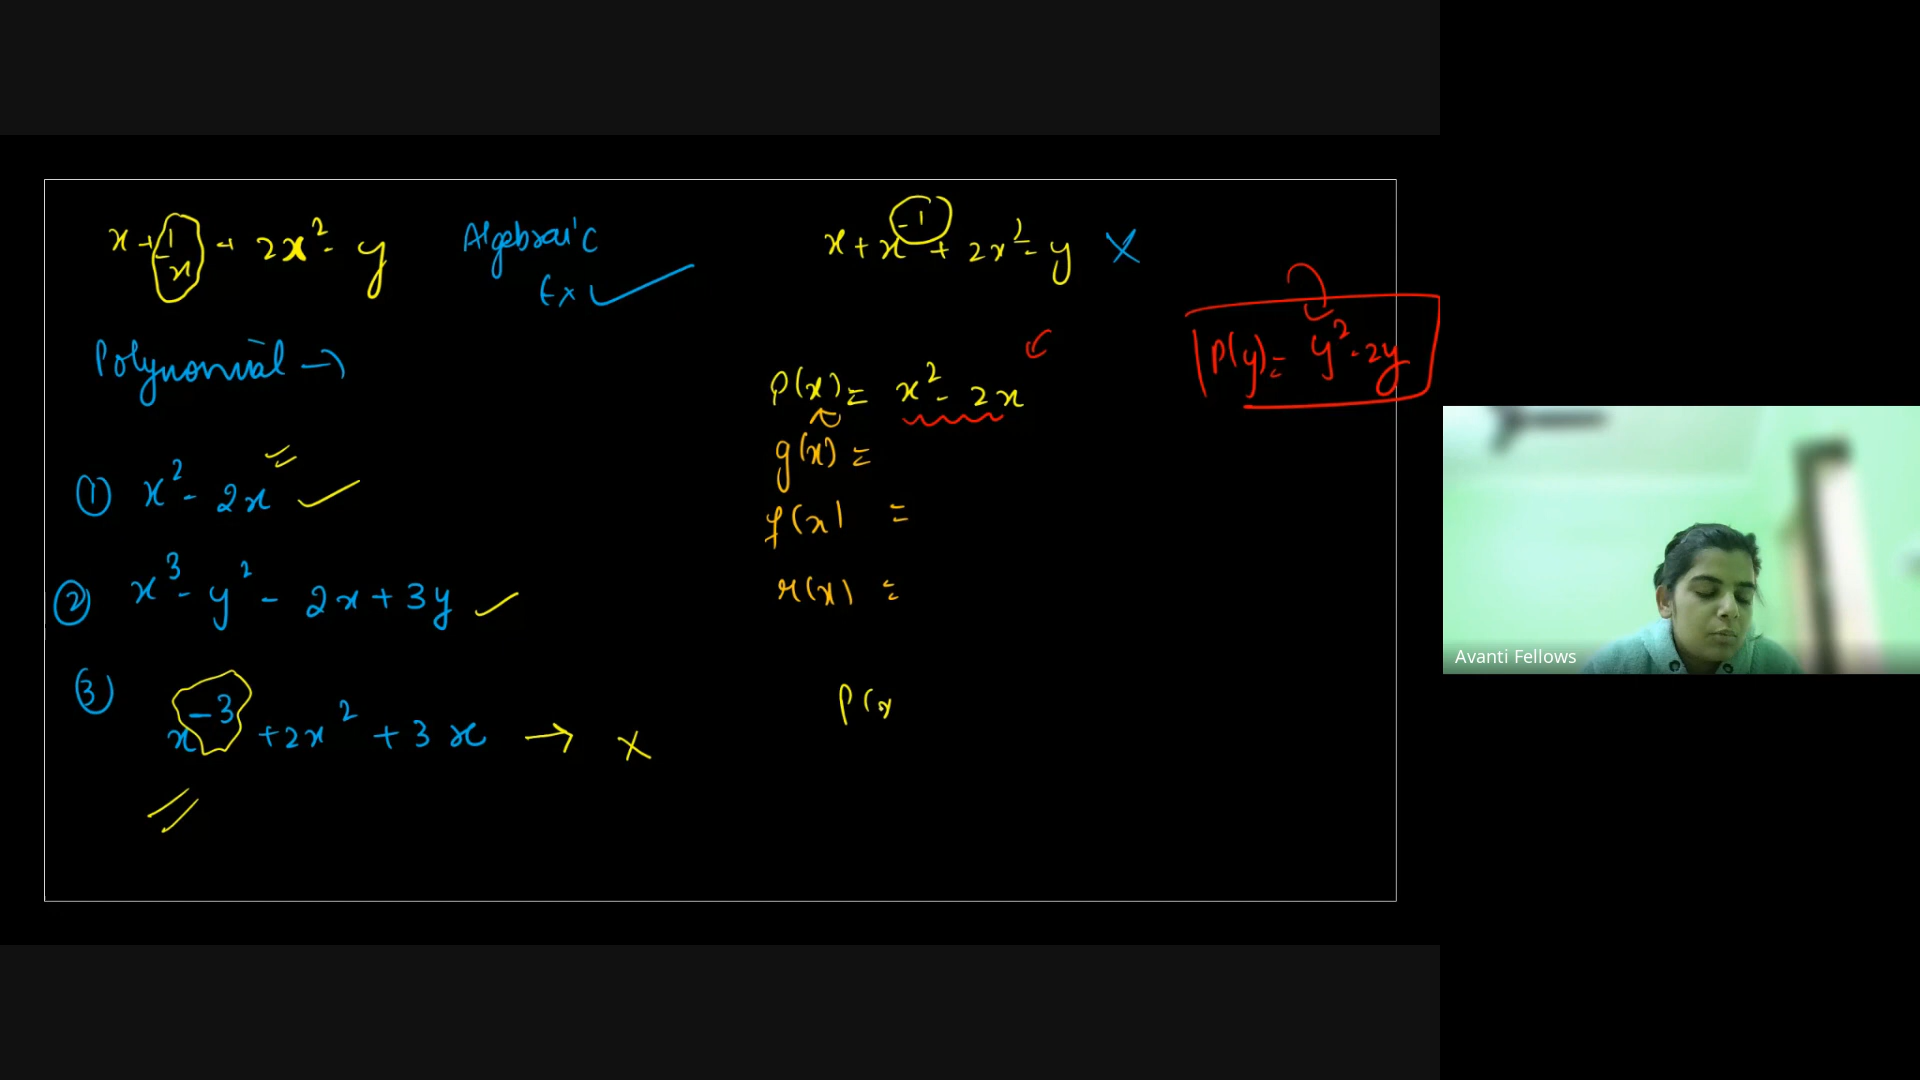 x + 1/x + 2x² - y Algebraic
Ex ✓
x + x⁻¹ + 2x² - y X
Polynomial →
P(x) = x² - 2x
P(y) = y² - 2y
g(x) =
① x² - 2x ✓
f(x) =
② x³ - y² - 2x + 3y ✓
r(x) =
③ x⁻³ + 2x² + 3x → X
P(x
Avanti Fellows